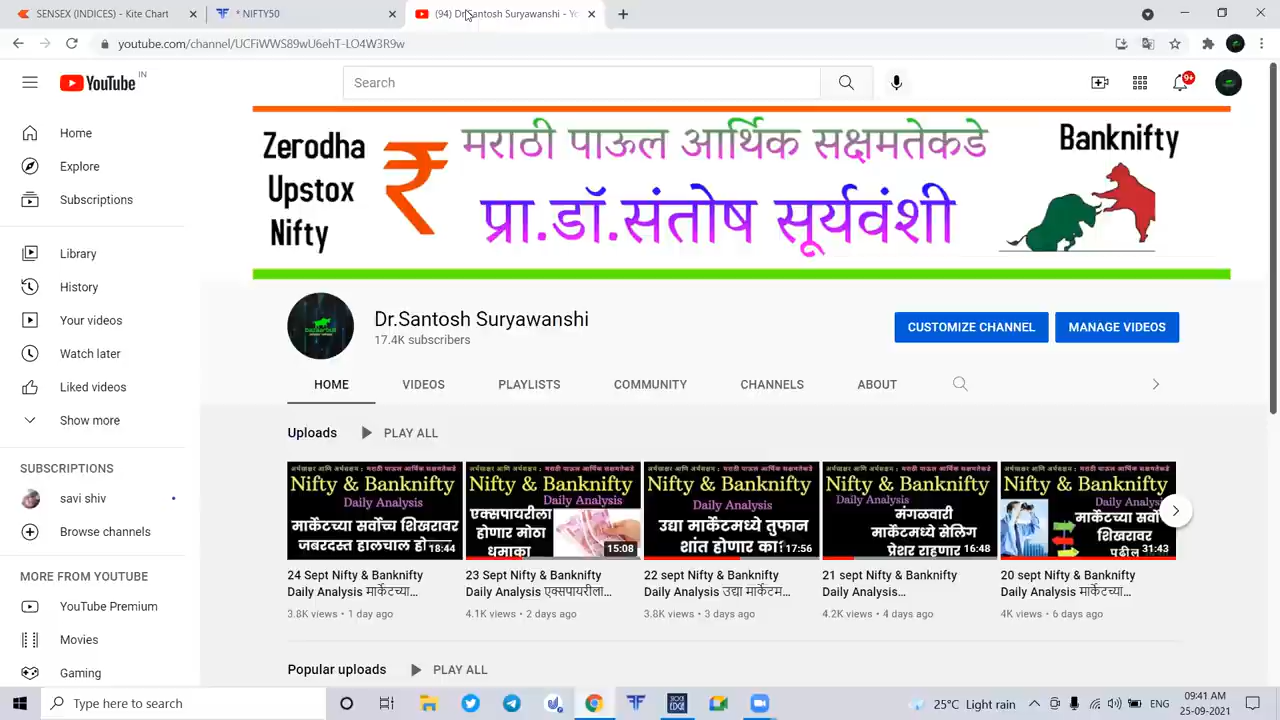 SENSEX (INDICES) - Kite Chart
* NIFTY50
(94) Dr.Santosh Suryawanshi - Yo
youtube.com/channel/UCFiWWS89wU6ehT-LO4W3R9w
YouTube IN
Search
9+
Home
Explore
Subscriptions
Library
History
Your videos
Watch later
Liked videos
Show more
SUBSCRIPTIONS
savi shiv
Browse channels
MORE FROM YOUTUBE
YouTube Premium
Movies
Gaming
Zerodha
Upstox
Nifty
₹
मराठी पाऊल आर्थिक सक्षमतेकडे
प्रा.डॉ.संतोष सूर्यवंशी
Banknifty
Dr.Santosh Suryawanshi
17.4K subscribers
CUSTOMIZE CHANNEL
MANAGE VIDEOS
HOME VIDEOS PLAYLISTS COMMUNITY CHANNELS ABOUT
Uploads PLAY ALL
Nifty & Banknifty
Daily Analysis
मार्केटच्या सर्वोच्च शिखरावर
जबरदस्त हालचाल हो
18:44
24 Sept Nifty & Banknifty
Daily Analysis मार्केटच्या…
3.8K views • 1 day ago
Nifty & Banknifty
Daily Analysis
एक्सपायरीला
होणार मोठा
धमाका
15:08
23 Sept Nifty & Banknifty
Daily Analysis एक्सपायरीला…
4.1K views • 2 days ago
Nifty & Banknifty
Daily Analysis
उद्या मार्केटमध्ये तुफान
शांत होणार का
17:56
22 sept Nifty & Banknifty
Daily Analysis उद्या मार्केटम…
3.8K views • 3 days ago
Nifty & Banknifty
Daily Analysis
मंगळवारी
मार्केटमध्ये सेलिंग
प्रेशर राहणार
16:48
21 sept Nifty & Banknifty
Daily Analysis…
4.2K views • 4 days ago
Nifty & Banknifty
Daily Analysis
मार्केटच्या सर्वो
शिखरावर
पढील
31:43
20 sept Nifty & Banknifty
Daily Analysis मार्केटच्या…
4K views • 6 days ago
Popular uploads PLAY ALL
Type here to search
25°C Light rain
ENG
09:41 AM
25-09-2021